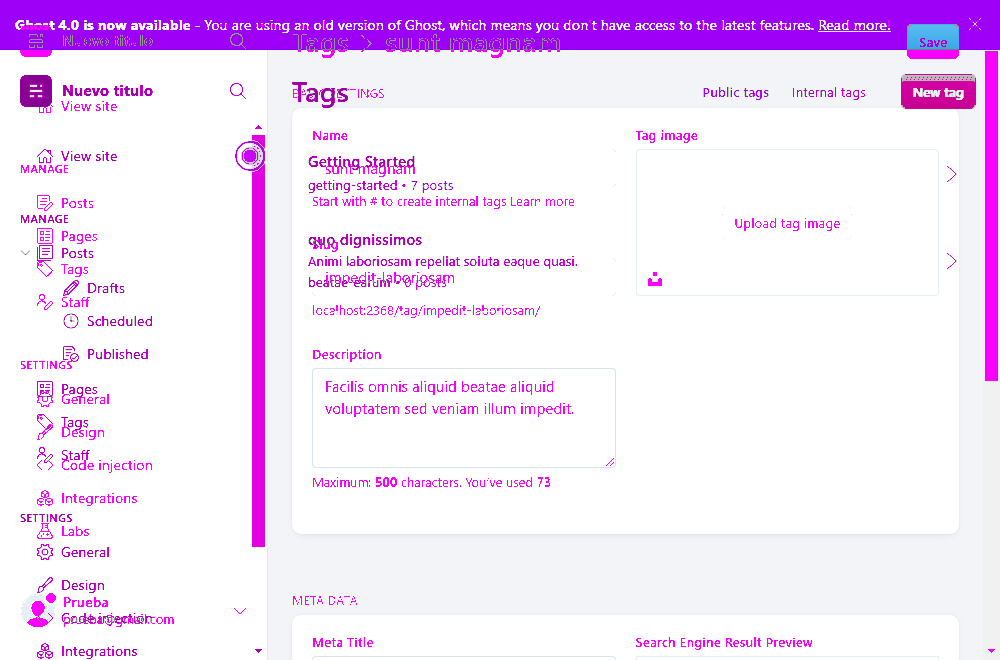 Ghost 4.0 is now available - You are using an old version of Ghost, which means you don't have access to the latest features. Read more!
Nuevo titulo
Tags > sunt magnam
Save
Nuevo titulo
View site
Tags
BASIC SETTINGS
Public tags
Internal tags
New tag
View site
MANAGE
Posts
MANAGE
Pages
Posts
Tags
Drafts
Staff
Scheduled
Published
SETTINGS
Pages
General
Tags
Design
Staff
Code injection
Integrations
SETTINGS
Labs
General
Design
Prueba
Code injection
prueba@gmail.com
Integrations
Name
Getting Started
sunt magnam
getting-started • 7 posts
Start with # to create internal tags Learn more
quo dignissimos
Slug
Animi laboriosam repellat soluta eaque quasi.
impedit-laboriosam
beatae-earum • 0 posts
localhost:2368/tag/impedit-laboriosam/
Description
Facilis omnis aliquid beatae aliquid
voluptatem sed veniam illum impedit.
Maximum: 500 characters. You've used 73
Tag image
Upload tag image
META DATA
Meta Title
Search Engine Result Preview